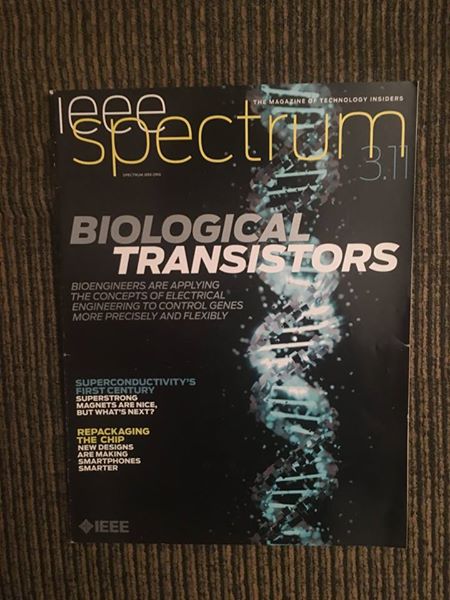 ieee
THE MAGAZINE OF TECHNOLOGY INSIDERS
spectrum
SPECTRUM.IEEE.ORG
3.11
BIOLOGICAL
TRANSISTORS
BIOENGINEERS ARE APPLYING
THE CONCEPTS OF ELECTRICAL
ENGINEERING TO CONTROL GENES
MORE PRECISELY AND FLEXIBLY
SUPERCONDUCTIVITY'S
FIRST CENTURY
SUPERSTRONG
MAGNETS ARE NICE,
BUT WHAT'S NEXT?
REPACKAGING
THE CHIP
NEW DESIGNS
ARE MAKING
SMARTPHONES
SMARTER
IEEE